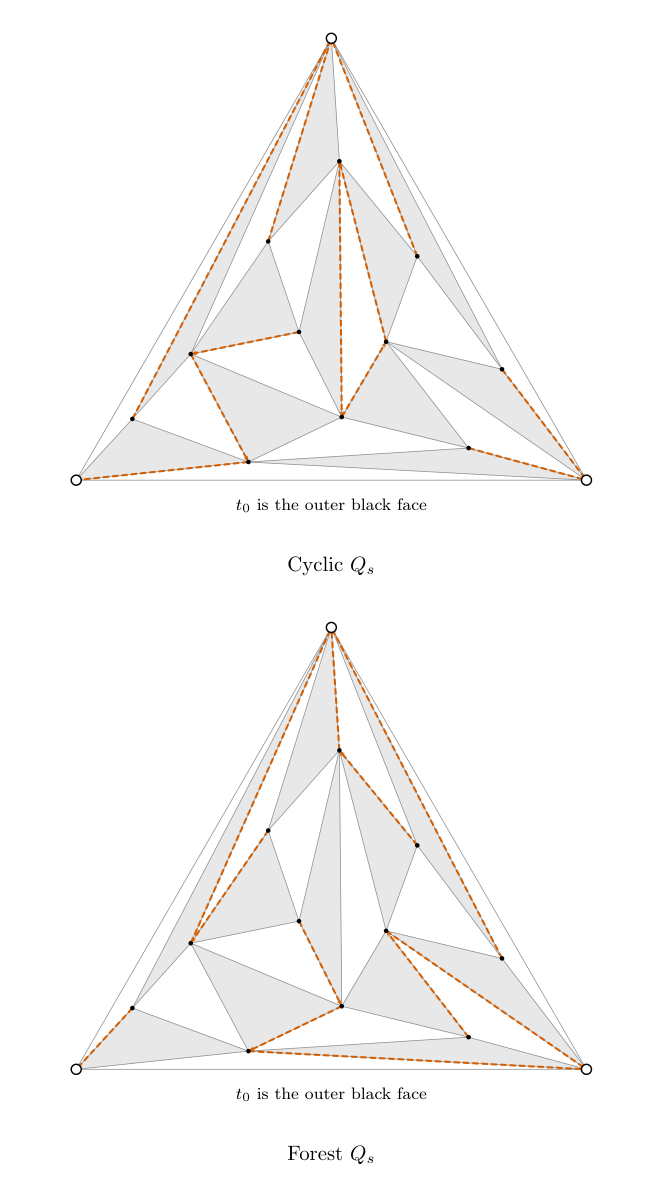 t₀ is the outer black face
Cyclic Qₛ
t₀ is the outer black face
Forest Qₛ